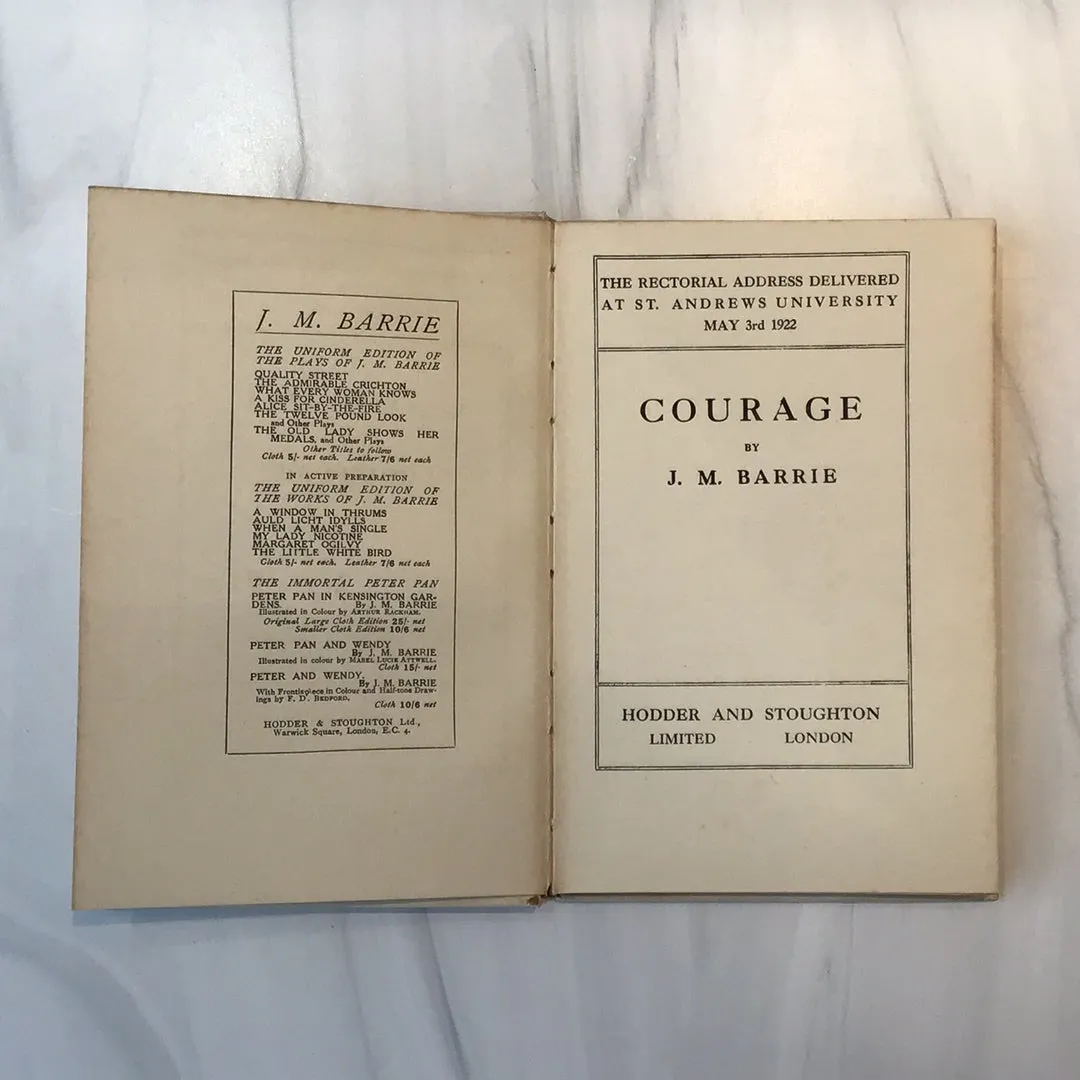 J. M. BARRIE
THE UNIFORM EDITION OF
THE PLAYS OF J. M. BARRIE
QUALITY STREET
THE ADMIRABLE CRICHTON
WHAT EVERY WOMAN KNOWS
A KISS FOR CINDERELLA
ALICE SIT-BY-THE-FIRE
THE TWELVE POUND LOOK
and Other Plays
THE OLD LADY SHOWS HER
MEDALS, and Other Plays
Other Titles to follow
Cloth 5/- net each. Leather 7/6 net each
IN ACTIVE PREPARATION
THE UNIFORM EDITION OF
THE WORKS OF J. M. BARRIE
A WINDOW IN THRUMS
AULD LICHT IDYLLS
WHEN A MAN'S SINGLE
MY LADY NICOTINE
MARGARET OGILVY
THE LITTLE WHITE BIRD
Cloth 5/- net each. Leather 7/6 net each
THE IMMORTAL PETER PAN
PETER PAN IN KENSINGTON GAR-
DENS. By J. M. BARRIE
Illustrated in Colour by ARTHUR RACKHAM.
Original Large Cloth Edition 25/- net
Smaller Cloth Edition 10/6 net
PETER PAN AND WENDY
By J. M. BARRIE
Illustrated in colour by MABEL LUCIE ATTWELL.
Cloth 15/- net
PETER AND WENDY.
By J. M. BARRIE
With Frontispiece in Colour and Half-tone Draw-
ings by F. D. BEDFORD.
Cloth 10/6 net
HODDER & STOUGHTON Ltd.,
Warwick Square, London, E.C. 4.
THE RECTORIAL ADDRESS DELIVERED
AT ST. ANDREWS UNIVERSITY
MAY 3rd 1922
COURAGE
BY
J. M. BARRIE
HODDER AND STOUGHTON
LIMITED LONDON